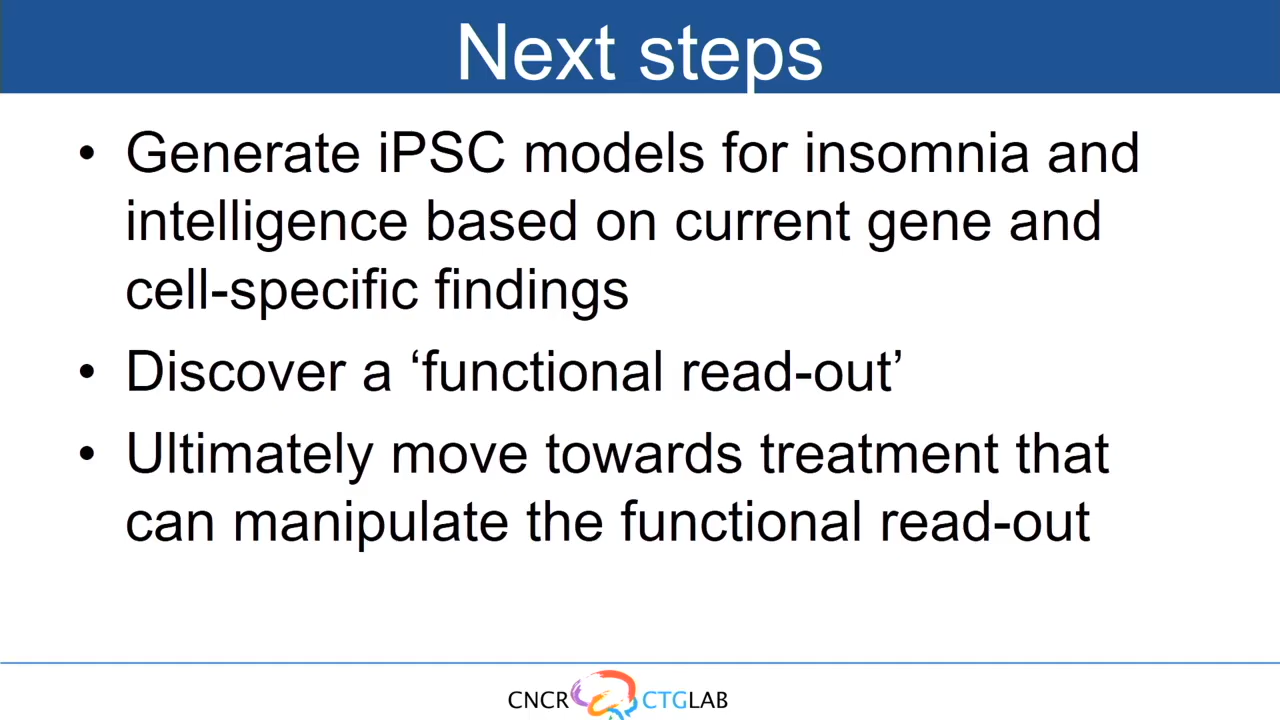 Next steps
• Generate iPSC models for insomnia and
intelligence based on current gene and
cell-specific findings
• Discover a ‘functional read-out’
• Ultimately move towards treatment that
can manipulate the functional read-out
CNCR CTGLAB